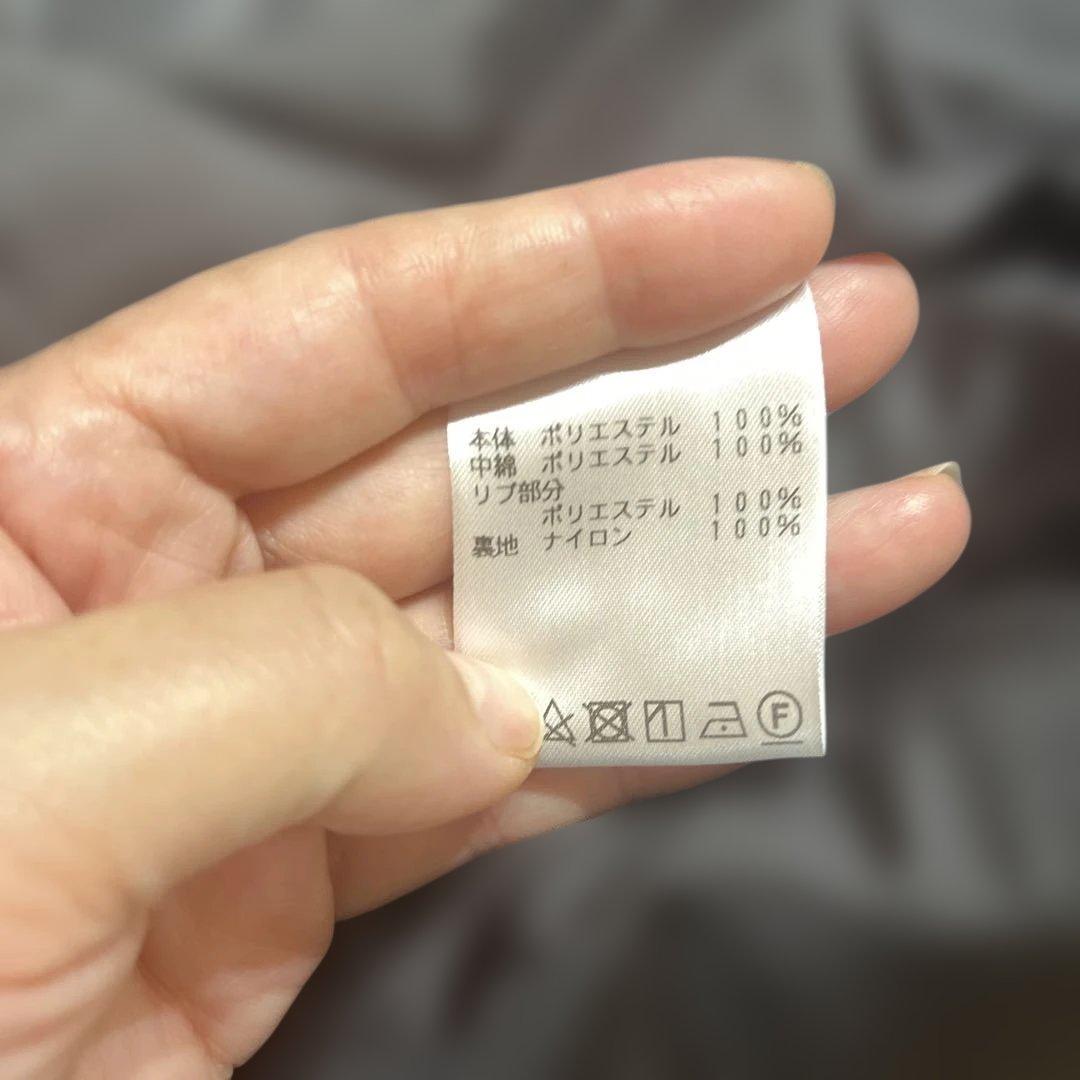 本体 ポリエステル 100%
中綿 ポリエステル 100%
リブ部分
ポリエステル 100%
裏地 ナイロン 100%
F